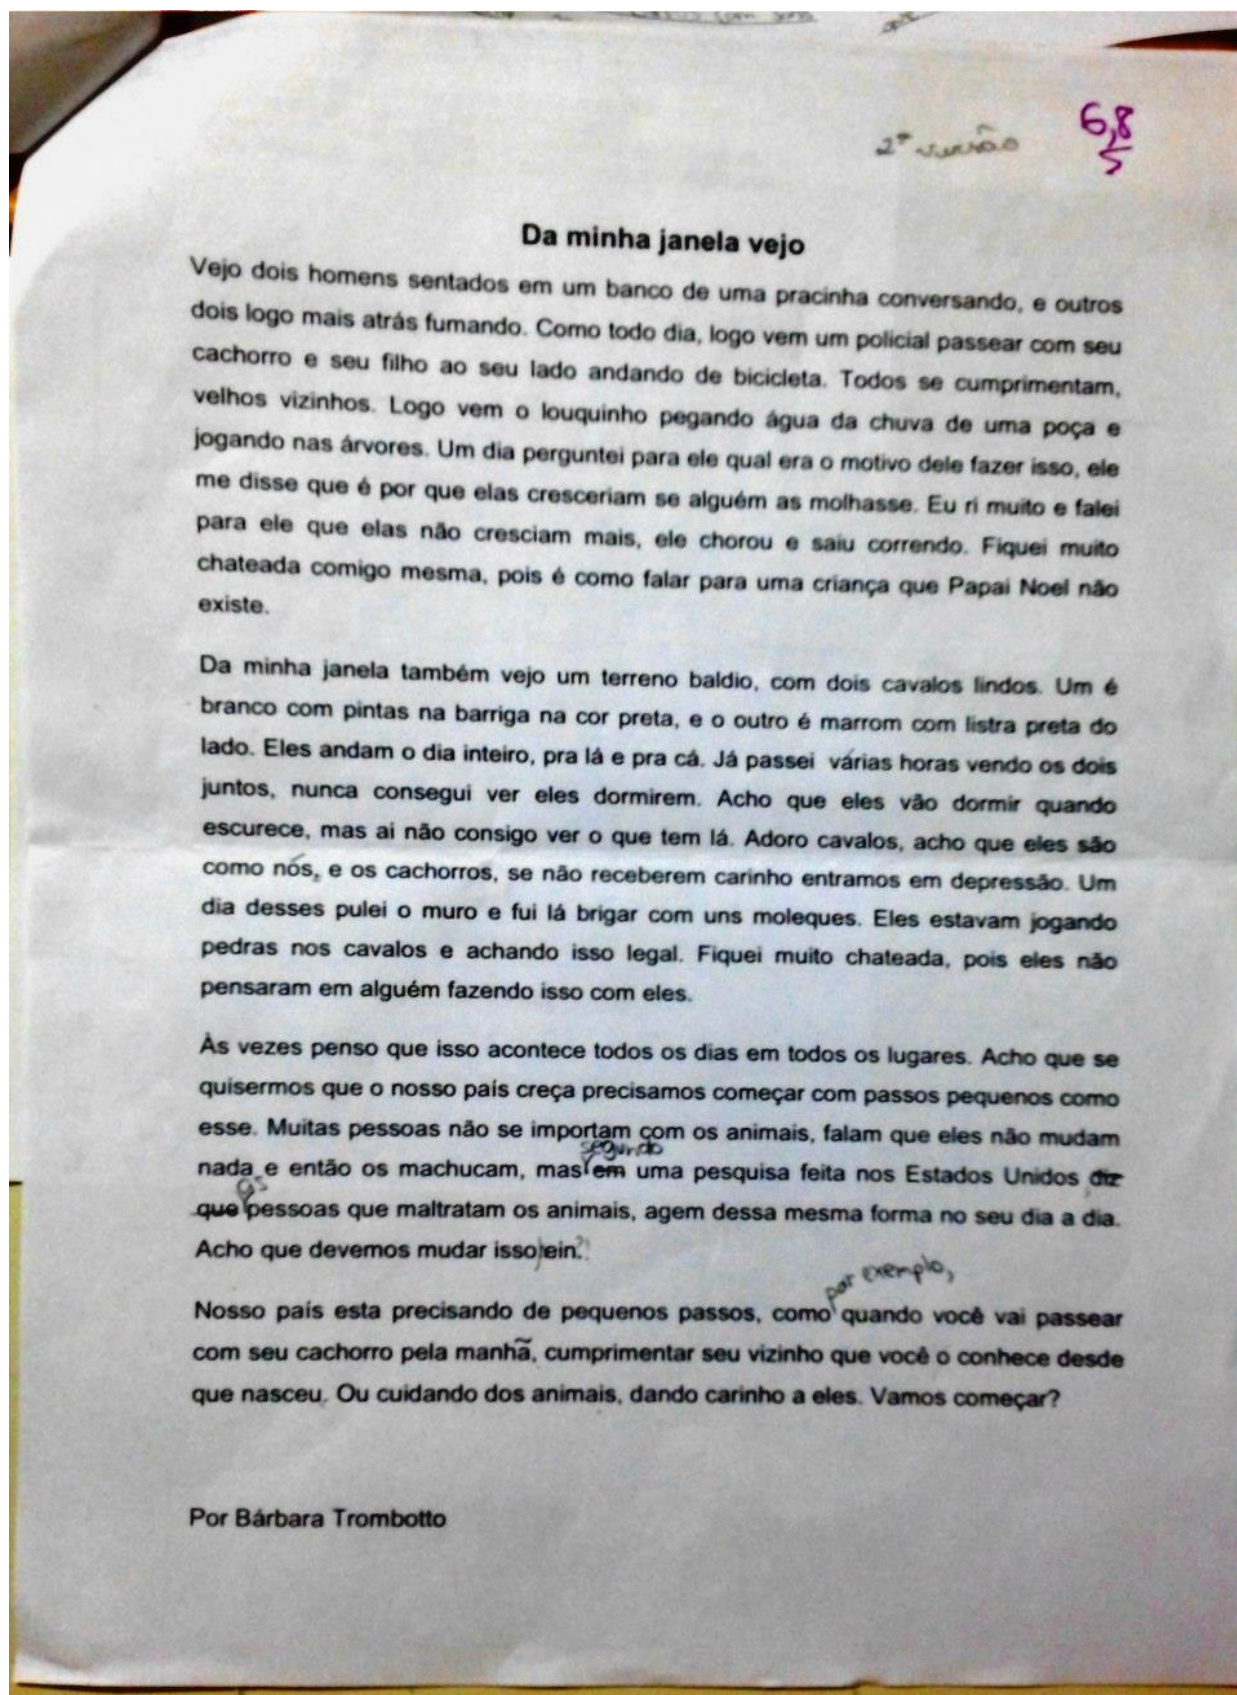 2ª versão
6,8
5
Da minha janela vejo
Vejo dois homens sentados em um banco de uma pracinha conversando, e outros
dois logo mais atrás fumando. Como todo dia, logo vem um policial passear com seu
cachorro e seu filho ao seu lado andando de bicicleta. Todos se cumprimentam,
velhos vizinhos. Logo vem o louquinho pegando água da chuva de uma poça e
jogando nas árvores. Um dia perguntei para ele qual era o motivo dele fazer isso, ele
me disse que é por que elas cresceriam se alguém as molhasse. Eu ri muito e falei
para ele que elas não cresciam mais, ele chorou e saiu correndo. Fiquei muito
chateada comigo mesma, pois é como falar para uma criança que Papai Noel não
existe.
Da minha janela também vejo um terreno baldio, com dois cavalos lindos. Um é
branco com pintas na barriga na cor preta, e o outro é marrom com listra preta do
lado. Eles andam o dia inteiro, pra lá e pra cá. Já passei várias horas vendo os dois
juntos, nunca consegui ver eles dormirem. Acho que eles vão dormir quando
escurece, mas ai não consigo ver o que tem lá. Adoro cavalos, acho que eles são
como nós, e os cachorros, se não receberem carinho entramos em depressão. Um
dia desses pulei o muro e fui lá brigar com uns moleques. Eles estavam jogando
pedras nos cavalos e achando isso legal. Fiquei muito chateada, pois eles não
pensaram em alguém fazendo isso com eles.
Às vezes penso que isso acontece todos os dias em todos os lugares. Acho que se
quisermos que o nosso país creça precisamos começar com passos pequenos como
esse. Muitas pessoas não se importam com os animais, falam que eles não mudam
segundo
nada, e então os machucam, mas em uma pesquisa feita nos Estados Unidos diz
as
que pessoas que maltratam os animais, agem dessa mesma forma no seu dia a dia.
Acho que devemos mudar isso ein?
por exemplo,
Nosso país esta precisando de pequenos passos, como quando você vai passear
com seu cachorro pela manhã, cumprimentar seu vizinho que você o conhece desde
que nasceu. Ou cuidando dos animais, dando carinho a eles. Vamos começar?
Por Bárbara Trombotto